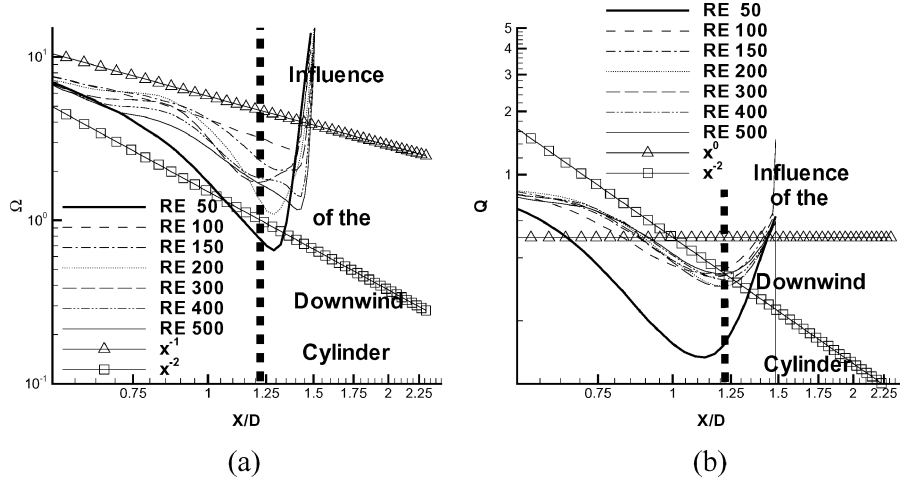 10¹
10⁰
10⁻¹
Ω
Influence
of the
Downwind
Cylinder
RE 50
RE 100
RE 150
RE 200
RE 300
RE 400
RE 500
x⁻¹
x⁻²
0.75
1
1.25
1.5
1.75
2
2.25
X/D
(a)
RE 50
RE 100
RE 150
RE 200
RE 300
RE 400
RE 500
x⁰
x⁻²
5
4
3
2
1
Q
Influence
of the
Downwind
Cylinder
0.75
1
1.25
1.5
1.75
2
2.25
X/D
(b)